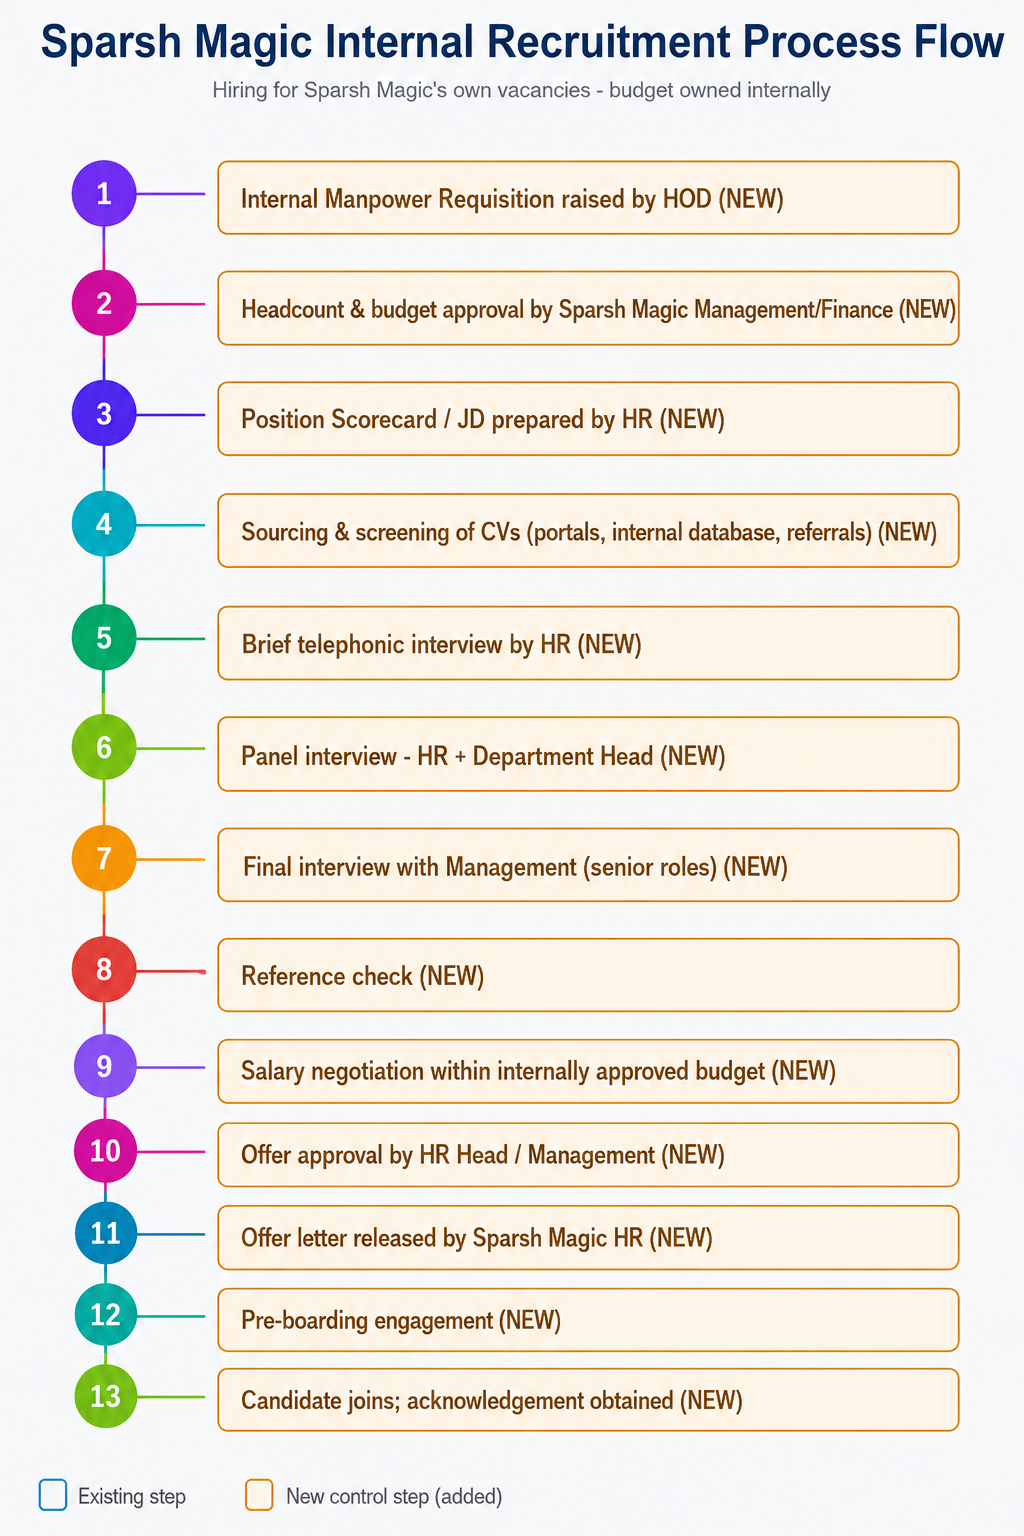 Sparsh Magic Internal Recruitment Process Flow
Hiring for Sparsh Magic's own vacancies - budget owned internally
1
Internal Manpower Requisition raised by HOD (NEW)
2
Headcount & budget approval by Sparsh Magic Management/Finance (NEW)
3
Position Scorecard / JD prepared by HR (NEW)
4
Sourcing & screening of CVs (portals, internal database, referrals) (NEW)
5
Brief telephonic interview by HR (NEW)
6
Panel interview - HR + Department Head (NEW)
7
Final interview with Management (senior roles) (NEW)
8
Reference check (NEW)
9
Salary negotiation within internally approved budget (NEW)
10
Offer approval by HR Head / Management (NEW)
11
Offer letter released by Sparsh Magic HR (NEW)
12
Pre-boarding engagement (NEW)
13
Candidate joins; acknowledgement obtained (NEW)
Existing step
New control step (added)